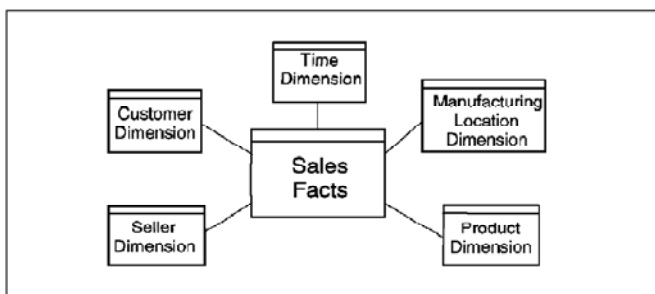 Time
Dimension
Customer
Dimension
Manufacturing
Location
Dimension
Sales
Facts
Seller
Dimension
Product
Dimension